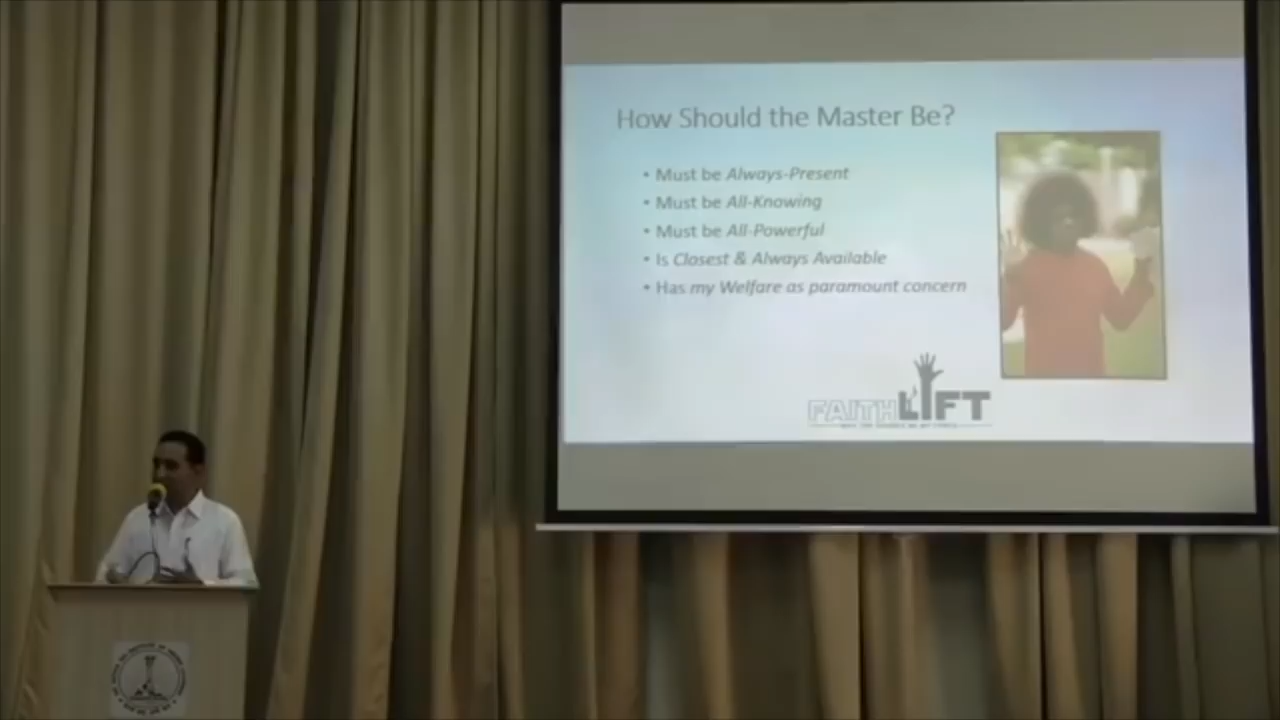 How Should the Master Be?
• Must be Always-Present
• Must be All-Knowing
• Must be All-Powerful
• Is Closest & Always Available
• Has my Welfare as paramount concern
FAITHLIFT